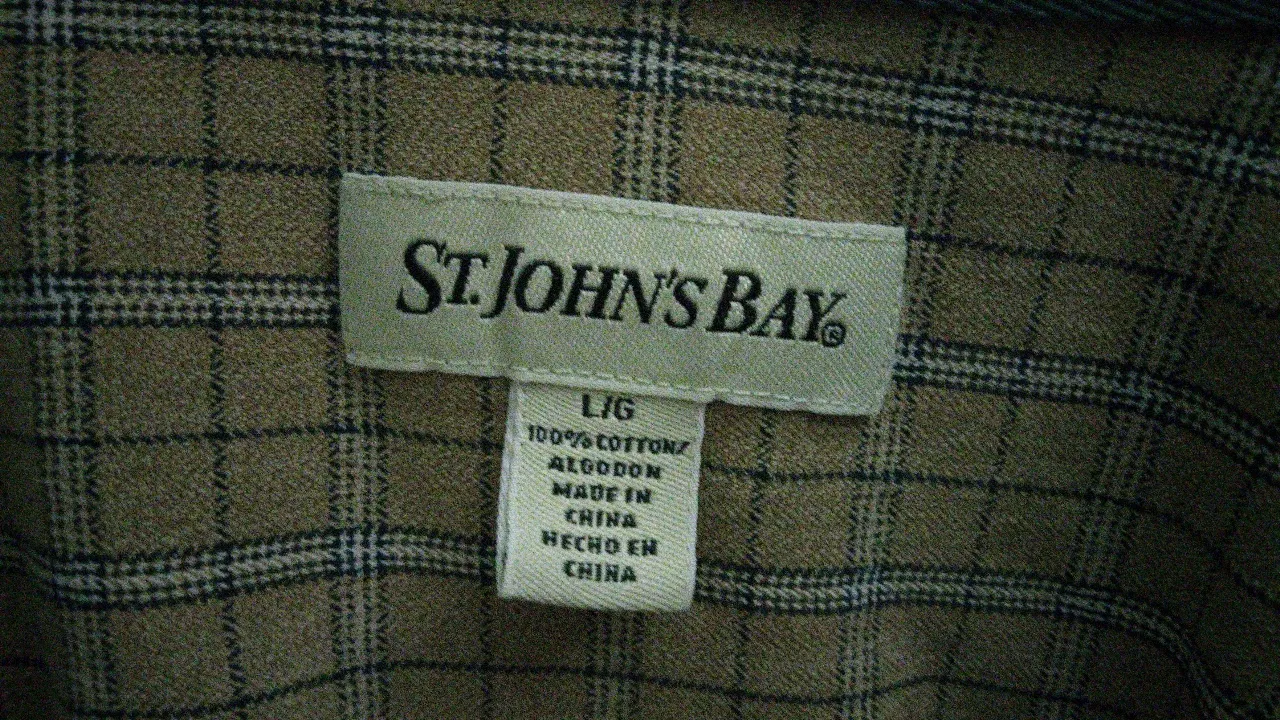 ST. JOHN'S BAY®
L/G
100% COTTON/
ALGODON
MADE IN
CHINA
HECHO EN
CHINA